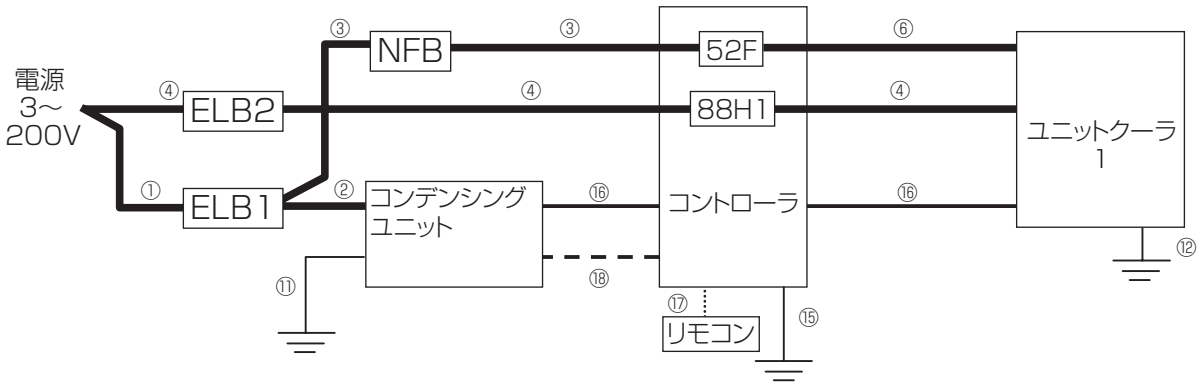 ③ ③ ⑥
NFB 52F
電源
3〜
200V
④ ④ ④
ELB2 88H1
ユニットクーラ
1
① ② ⑯ ⑯
ELB1
コンデンシング
ユニット
コントローラ
⑫
⑪ ⑱
⑰ ⑮
リモコン